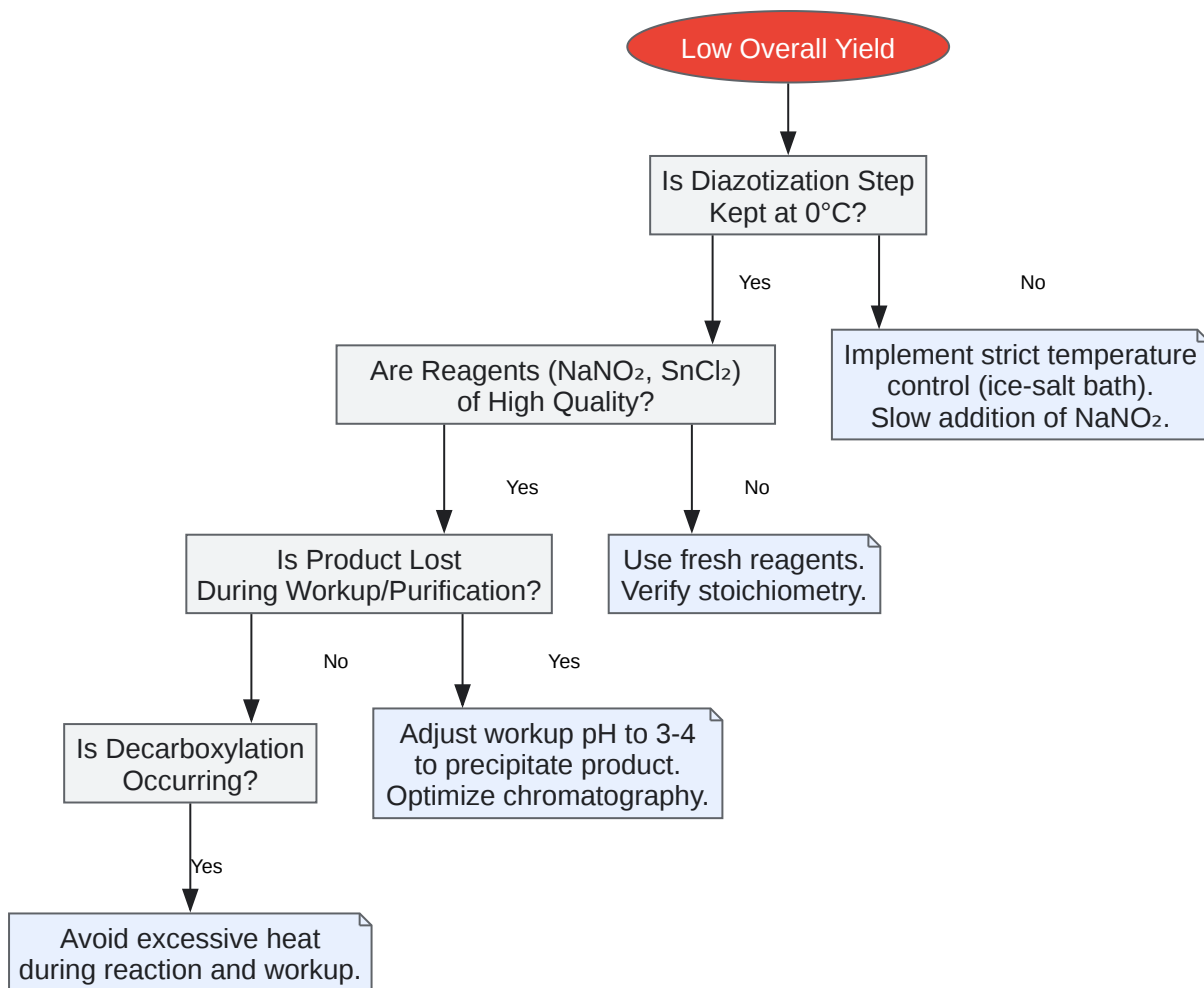 Low Overall Yield
Is Diazotization Step
Kept at 0°C?
Yes
No
Are Reagents (NaNO₂, SnCl₂)
of High Quality?
Implement strict temperature
control (ice-salt bath).
Slow addition of NaNO₂.
Yes
No
Is Product Lost
During Workup/Purification?
Use fresh reagents.
Verify stoichiometry.
No
Yes
Is Decarboxylation
Occurring?
Adjust workup pH to 3-4
to precipitate product.
Optimize chromatography.
Yes
Avoid excessive heat
during reaction and workup.